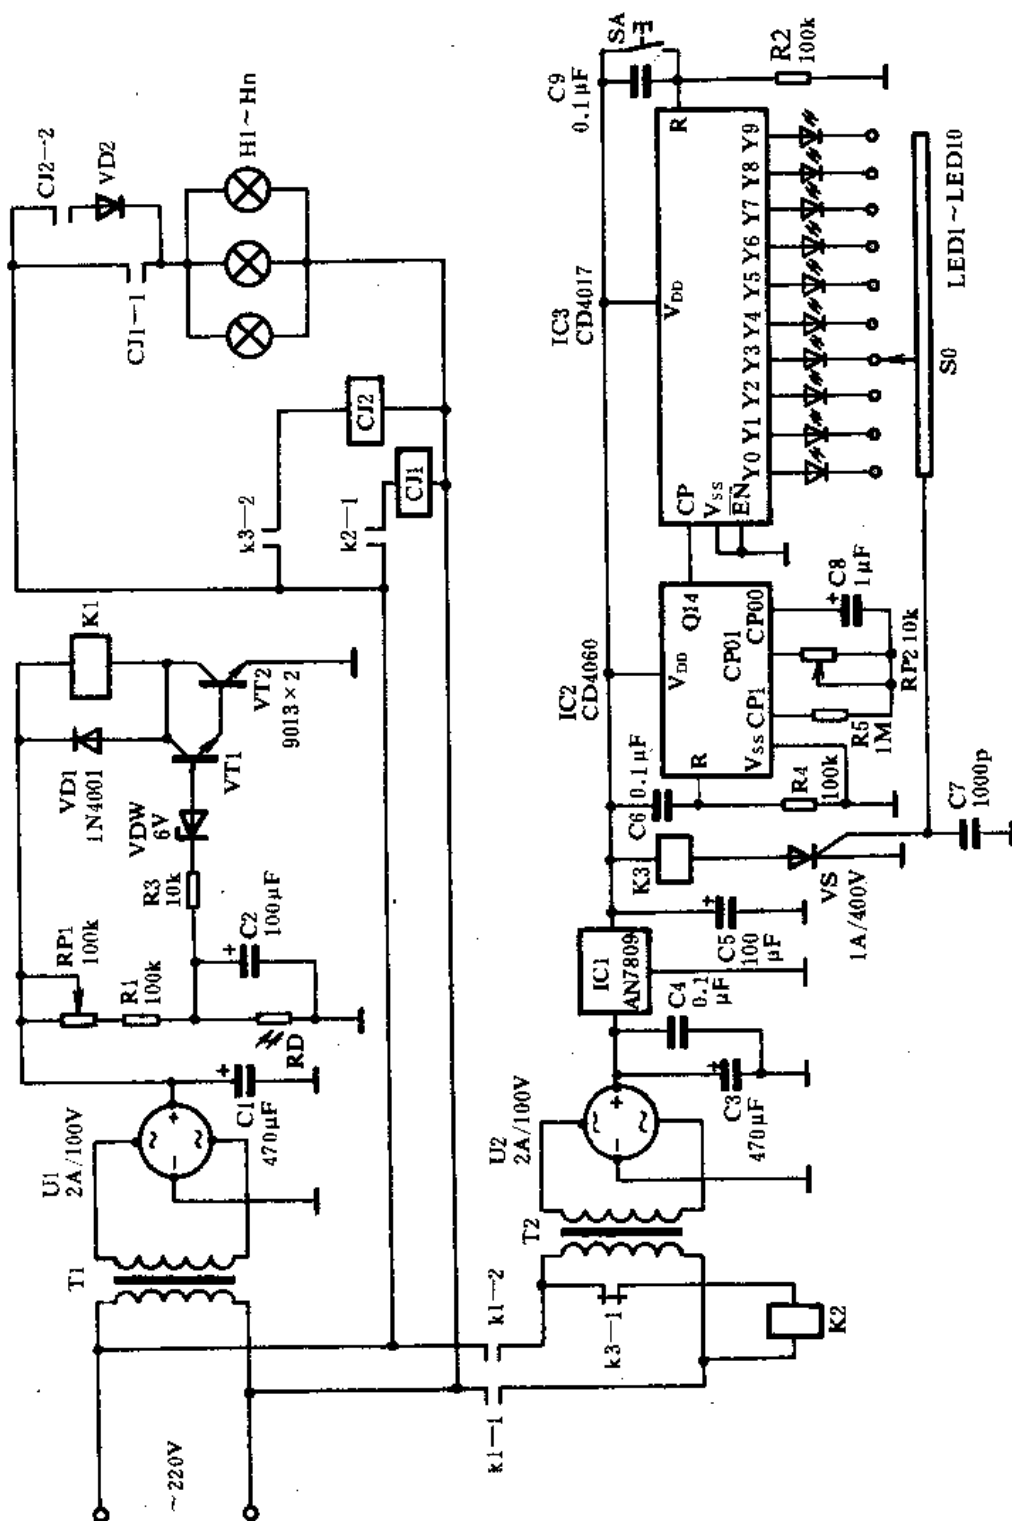 ~220V
T1
U1
2A/100V
C1
470μF
RP1
100k
R1
100k
RD
R3
10k
C2
100μF
VDW
6V
VD1
1N4001
VT1
VT2
9013×2
K1
k3—2
k2—1
CJ2
CJ1
CJ1—1
CJ2—2
VD2
H1~Hn
k1—1
k1—2
k3—1
K2
T2
U2
2A/100V
C3
470μF
C4
0.1
μF
IC1
AN7809
C5
100
μF
K3
VS
1A/400V
C6
0.1μF
R4
100k
C7
1000p
IC2
CD4060
VDD
R
Q14
VSS
CP1
CP01
CP00
R5
1M
RP2 10k
C8
1μF
IC3
CD4017
VDD
CP
VSS
EN
R
Y0 Y1 Y2 Y3 Y4 Y5 Y6 Y7 Y8 Y9
LED1~LED10
S0
C9
0.1μF
SA
R2
100k